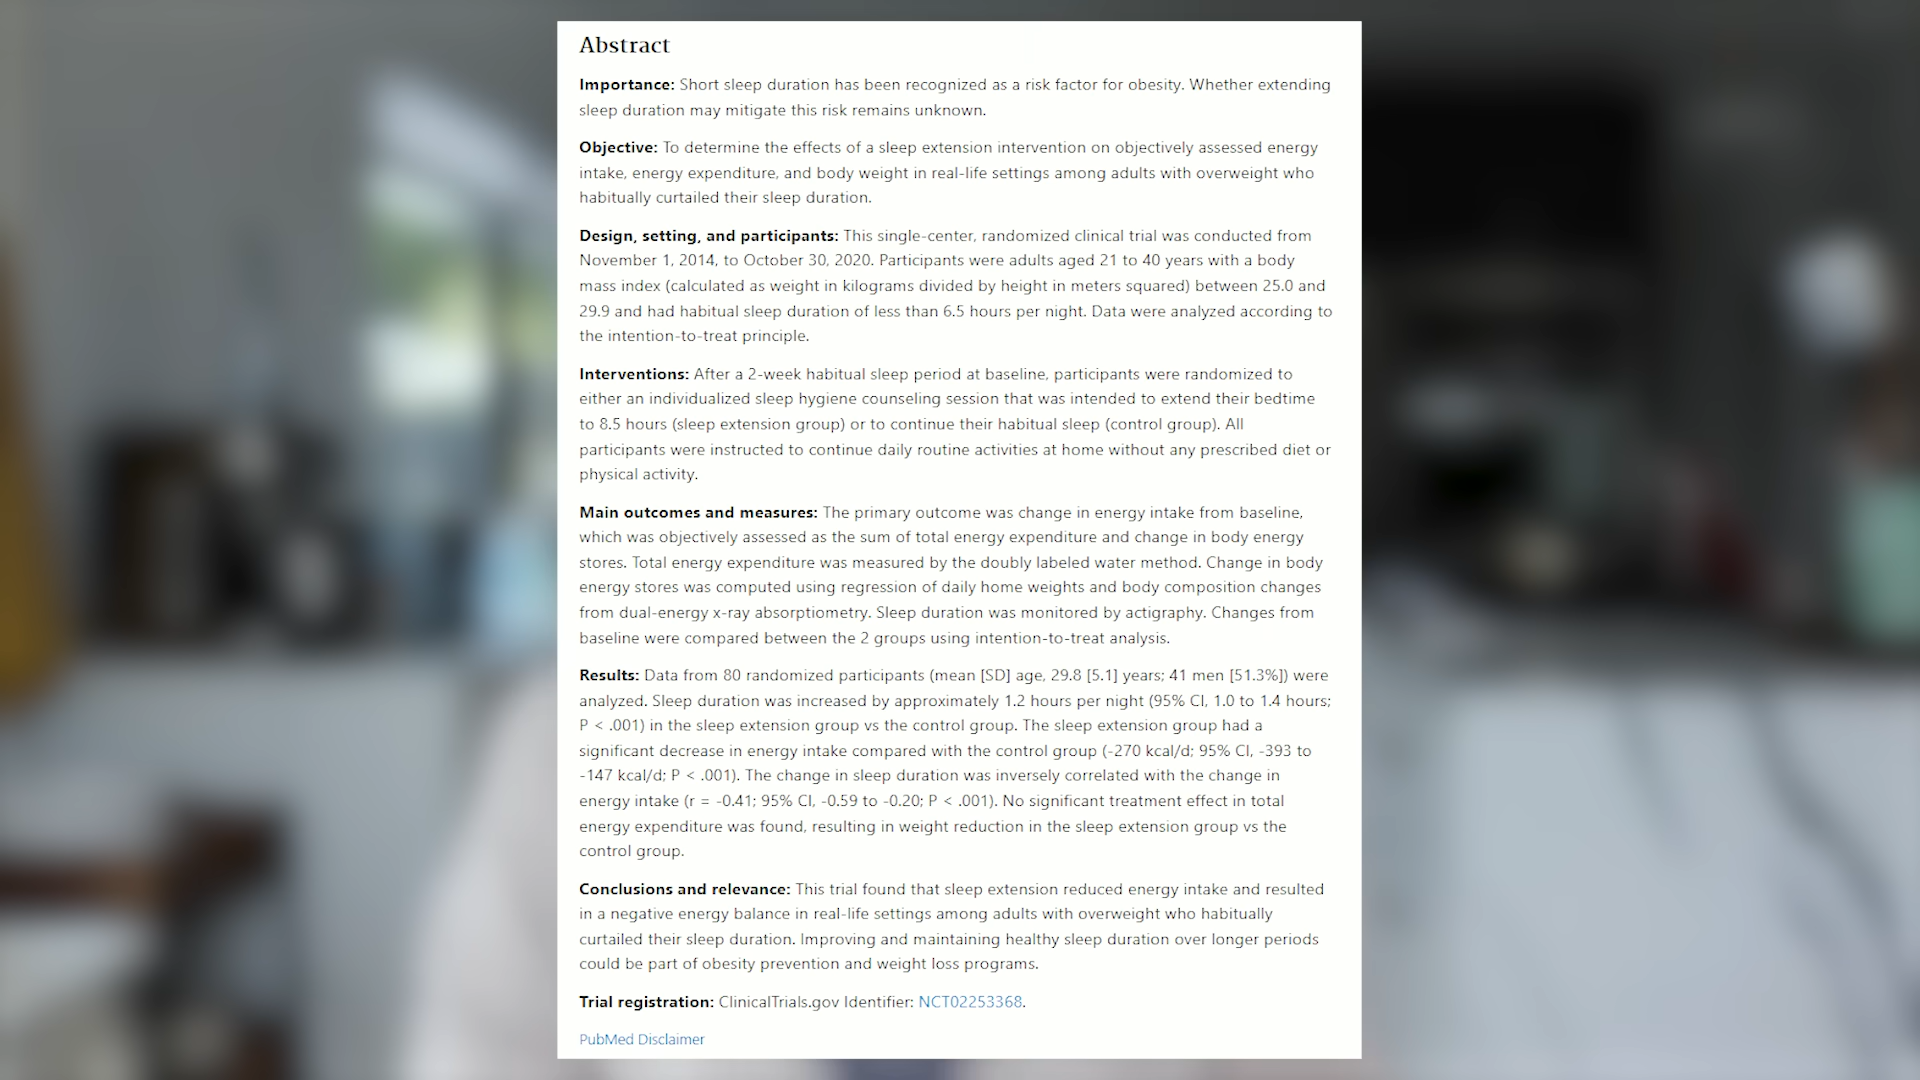 Abstract
Importance: Short sleep duration has been recognized as a risk factor for obesity. Whether extending
sleep duration may mitigate this risk remains unknown.
Objective: To determine the effects of a sleep extension intervention on objectively assessed energy
intake, energy expenditure, and body weight in real-life settings among adults with overweight who
habitually curtailed their sleep duration.
Design, setting, and participants: This single-center, randomized clinical trial was conducted from
November 1, 2014, to October 30, 2020. Participants were adults aged 21 to 40 years with a body
mass index (calculated as weight in kilograms divided by height in meters squared) between 25.0 and
29.9 and had habitual sleep duration of less than 6.5 hours per night. Data were analyzed according to
the intention-to-treat principle.
Interventions: After a 2-week habitual sleep period at baseline, participants were randomized to
either an individualized sleep hygiene counseling session that was intended to extend their bedtime
to 8.5 hours (sleep extension group) or to continue their habitual sleep (control group). All
participants were instructed to continue daily routine activities at home without any prescribed diet or
physical activity.
Main outcomes and measures: The primary outcome was change in energy intake from baseline,
which was objectively assessed as the sum of total energy expenditure and change in body energy
stores. Total energy expenditure was measured by the doubly labeled water method. Change in body
energy stores was computed using regression of daily home weights and body composition changes
from dual-energy x-ray absorptiometry. Sleep duration was monitored by actigraphy. Changes from
baseline were compared between the 2 groups using intention-to-treat analysis.
Results: Data from 80 randomized participants (mean [SD] age, 29.8 [5.1] years; 41 men [51.3%]) were
analyzed. Sleep duration was increased by approximately 1.2 hours per night (95% CI, 1.0 to 1.4 hours;
P < .001) in the sleep extension group vs the control group. The sleep extension group had a
significant decrease in energy intake compared with the control group (-270 kcal/d; 95% CI, -393 to
-147 kcal/d; P < .001). The change in sleep duration was inversely correlated with the change in
energy intake (r = -0.41; 95% CI, -0.59 to -0.20; P < .001). No significant treatment effect in total
energy expenditure was found, resulting in weight reduction in the sleep extension group vs the
control group.
Conclusions and relevance: This trial found that sleep extension reduced energy intake and resulted
in a negative energy balance in real-life settings among adults with overweight who habitually
curtailed their sleep duration. Improving and maintaining healthy sleep duration over longer periods
could be part of obesity prevention and weight loss programs.
Trial registration: ClinicalTrials.gov Identifier: NCT02253368.
PubMed Disclaimer